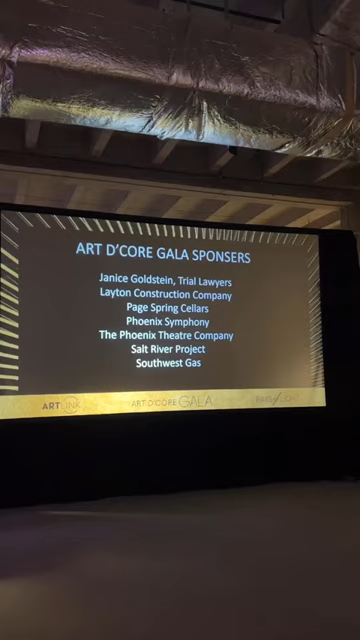 ART D'CORE GALA SPONSERS
Janice Goldstein, Trial Lawyers
Layton Construction Company
Page Spring Cellars
Phoenix Symphony
The Phoenix Theatre Company
Salt River Project
Southwest Gas
ARTLINK ART D'CORE GALA